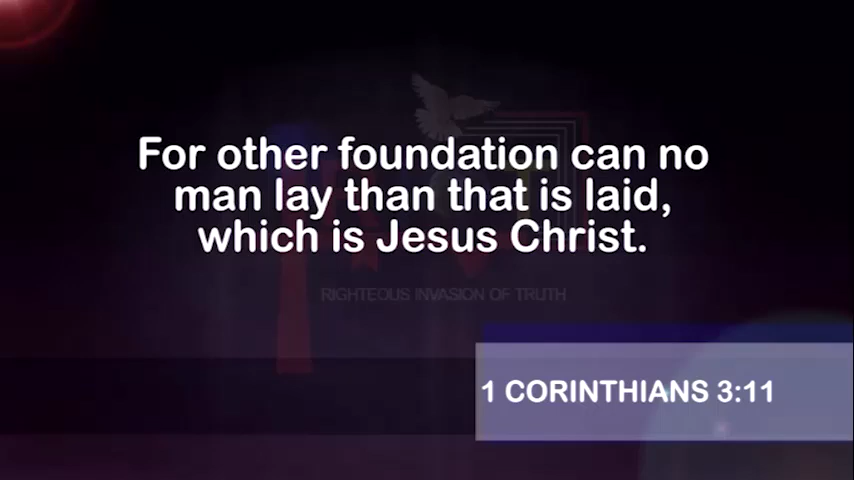 For other foundation can no
man lay than that is laid,
which is Jesus Christ.
RIGHTEOUS INVASION OF TRUTH
1 CORINTHIANS 3:11